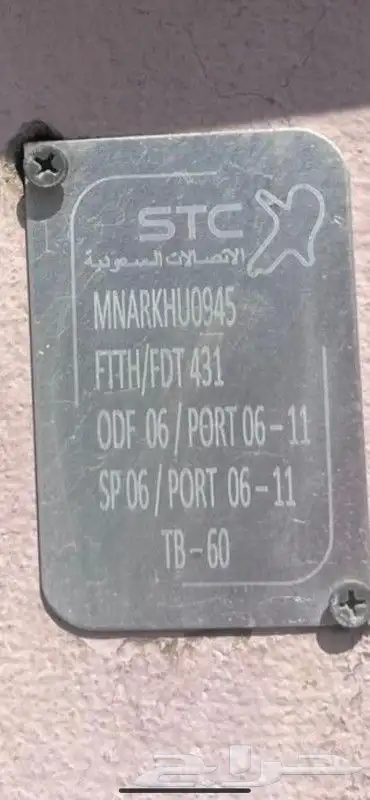 STC
الاتصالات السعودية
MNARKHU0945
FTTH/FDT 431
ODF 06 / PORT 06 - 11
SP 06 / PORT 06 - 11
TB - 60
حراج